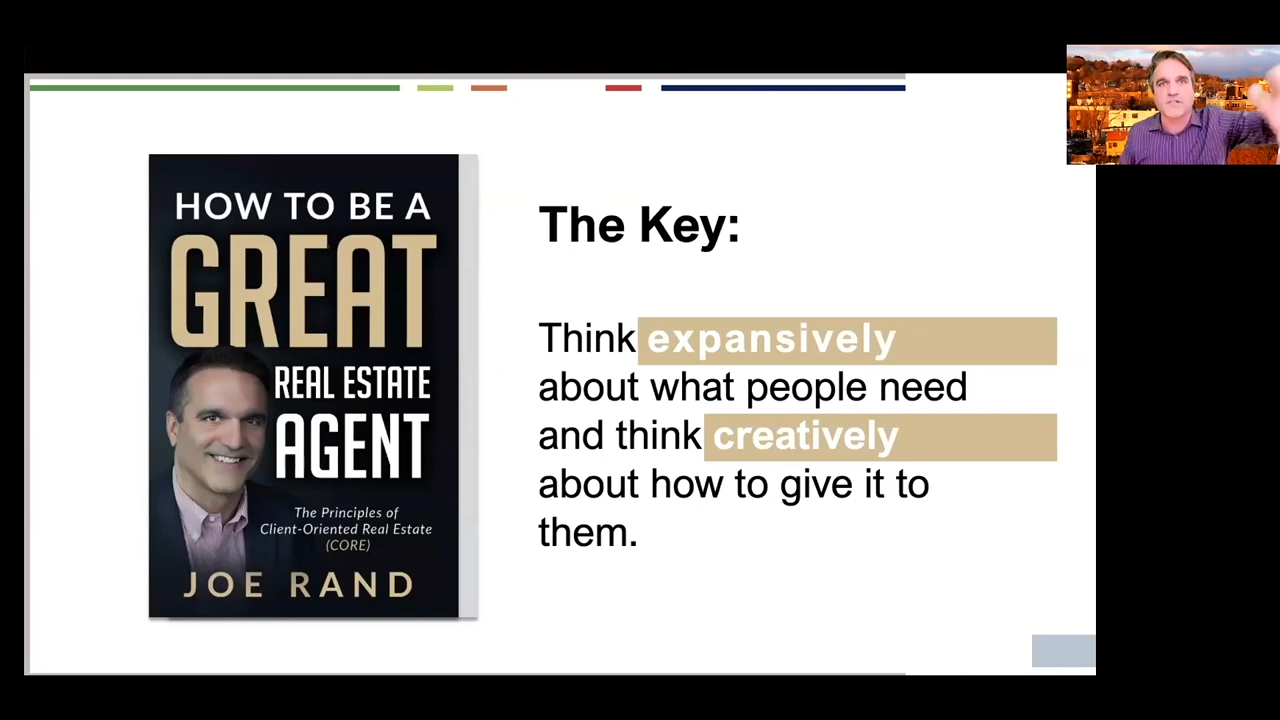 HOW TO BE A
GREAT
REAL ESTATE
AGENT
The Principles of
Client-Oriented Real Estate
(CORE)
JOE RAND
The Key:
Think expansively
about what people need
and think creatively
about how to give it to
them.